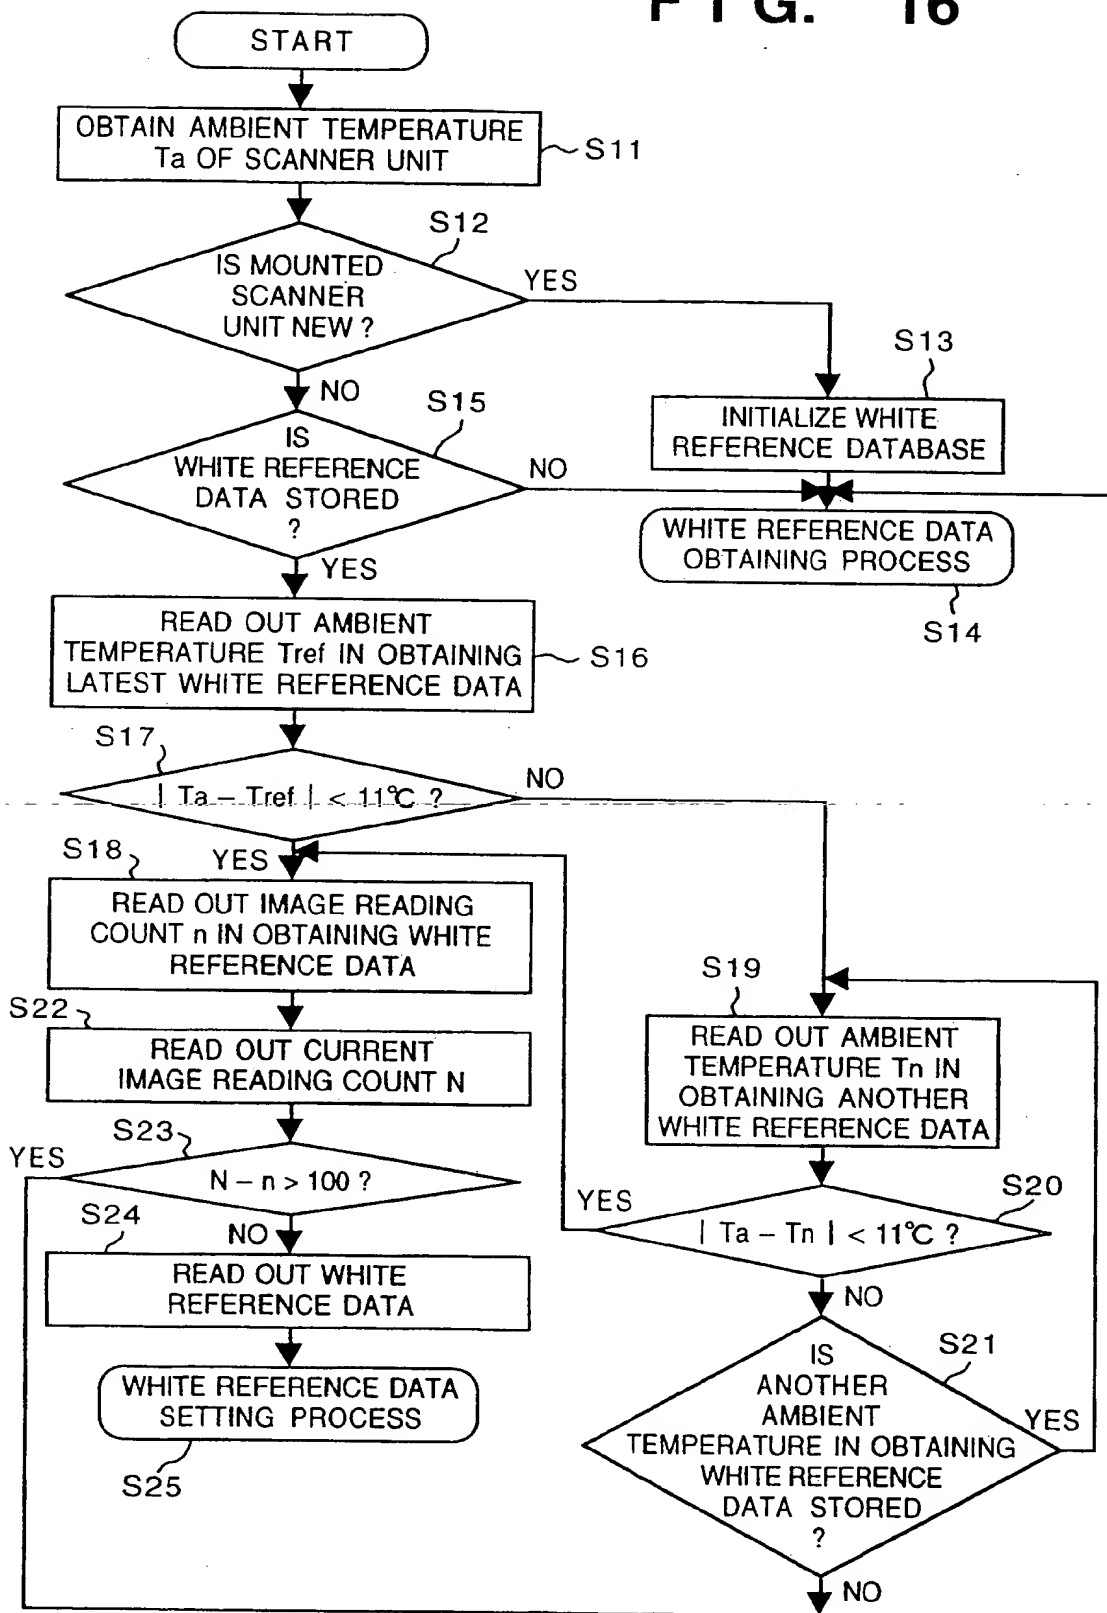 FIG. 16
START
OBTAIN AMBIENT TEMPERATURE
Ta OF SCANNER UNIT
S11
S12
IS MOUNTED
SCANNER
UNIT NEW ?
YES
NO
S13
INITIALIZE WHITE
REFERENCE DATABASE
S15
IS
WHITE REFERENCE
DATA STORED
?
NO
YES
WHITE REFERENCE DATA
OBTAINING PROCESS
S14
READ OUT AMBIENT
TEMPERATURE Tref IN OBTAINING
LATEST WHITE REFERENCE DATA
S16
S17
| Ta – Tref | < 11℃ ?
NO
YES
S18
READ OUT IMAGE READING
COUNT n IN OBTAINING WHITE
REFERENCE DATA
S19
READ OUT AMBIENT
TEMPERATURE Tn IN
OBTAINING ANOTHER
WHITE REFERENCE DATA
S22
READ OUT CURRENT
IMAGE READING COUNT N
S23
YES
N – n > 100 ?
NO
S20
YES
| Ta – Tn | < 11℃ ?
NO
S24
READ OUT WHITE
REFERENCE DATA
S21
IS
ANOTHER
AMBIENT
TEMPERATURE IN OBTAINING
WHITE REFERENCE
DATA STORED
?
YES
NO
WHITE REFERENCE DATA
SETTING PROCESS
S25